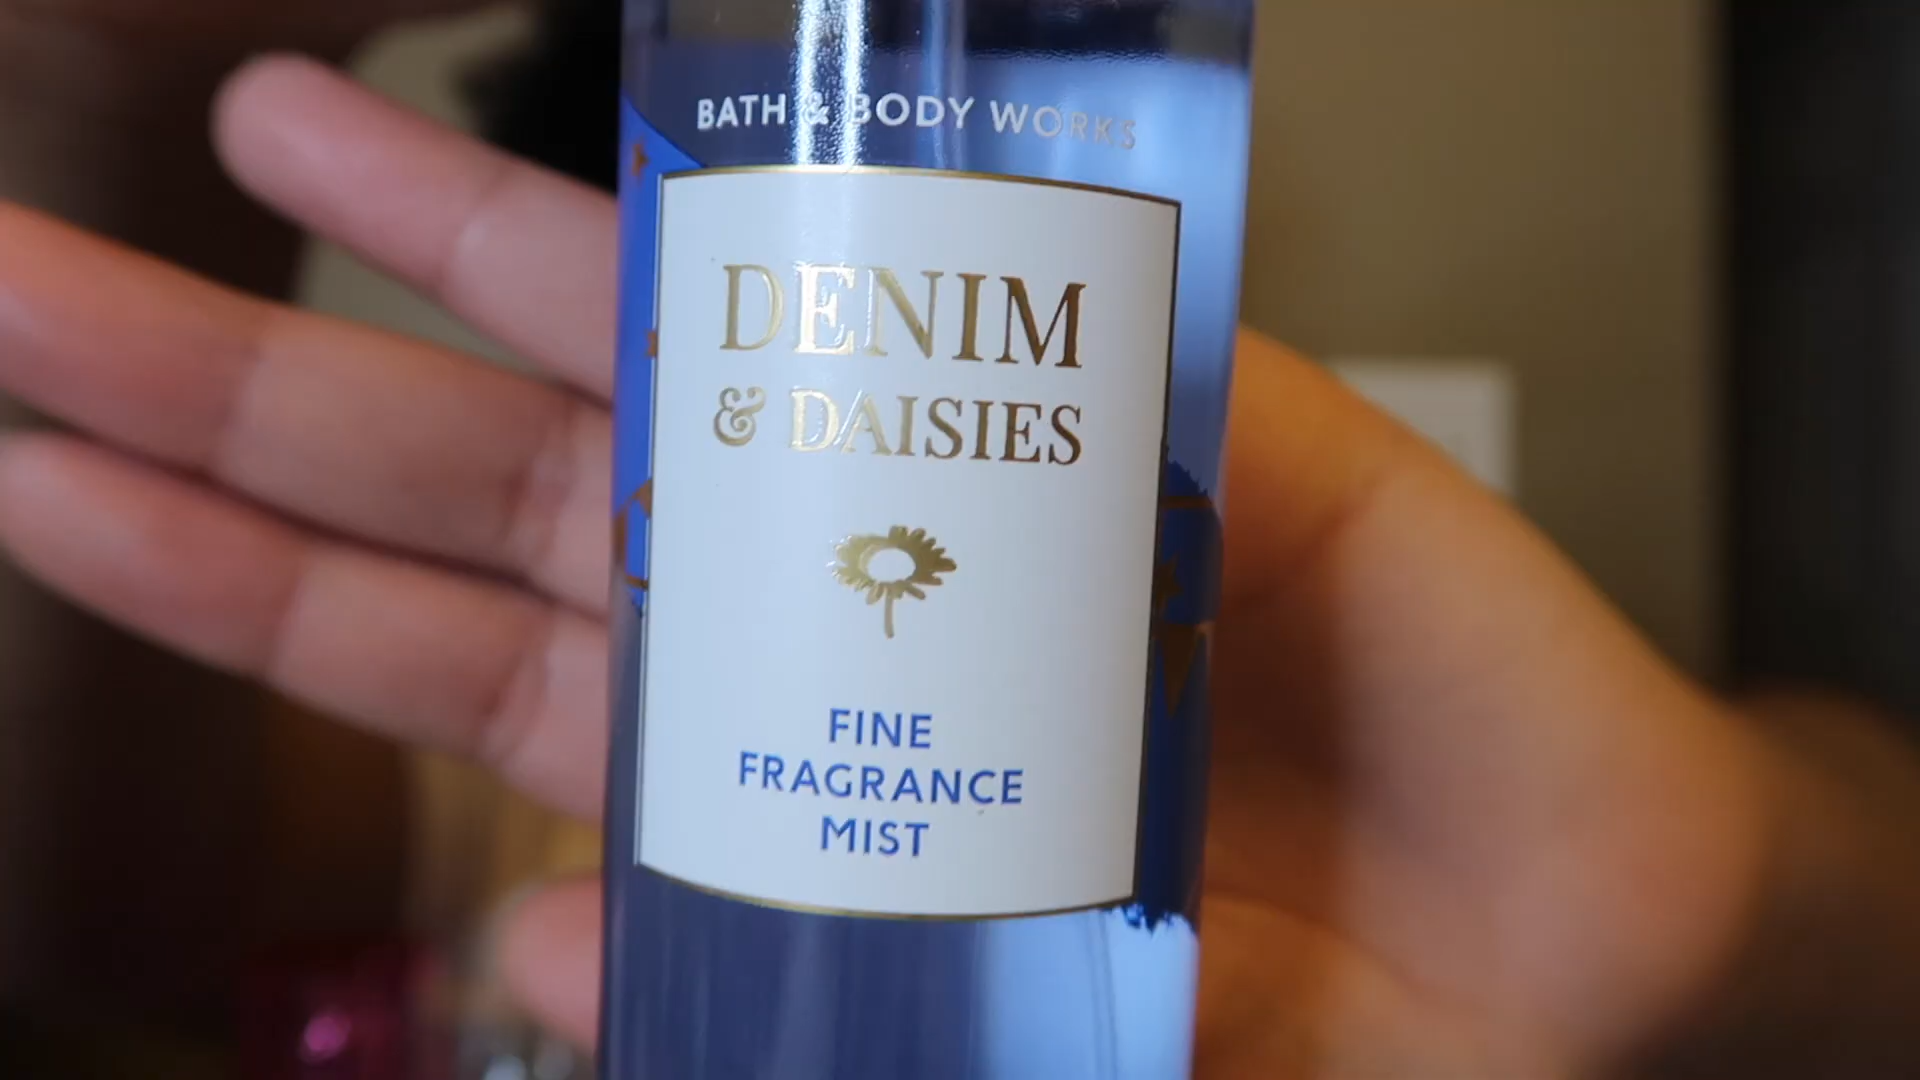 BATH & BODY WORKS
DENIM
& DAISIES
FINE
FRAGRANCE
MIST